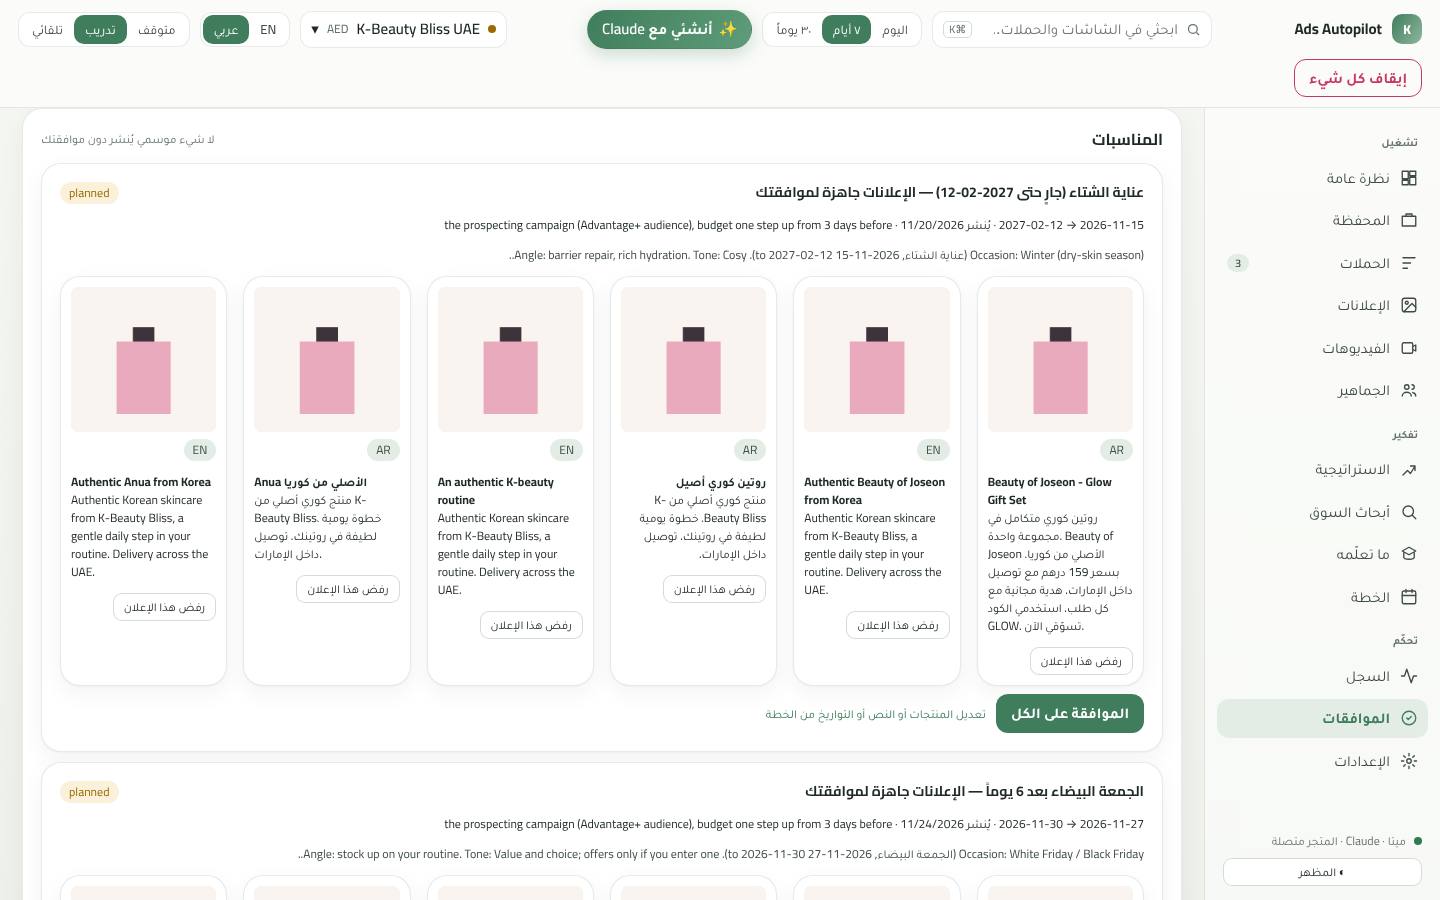 K
Ads Autopilot
ابحثي في الشاشات والحملات..
⌘K
اليوم
٧ أيام
٣٠ يوماً
✨ أنشئي مع Claude
K-Beauty Bliss UAE AED ▼
EN
عربي
متوقف
تدريب
تلقائي
إيقاف كل شيء
تشغيل
نظرة عامة
المحفظة
الحملات
3
الإعلانات
الفيديوهات
الجماهير
تفكير
الاستراتيجية
أبحاث السوق
ما تعلّمه
الخطة
تحكّم
السجل
الموافقات
الإعدادات
ميتا · Claude · المتجر متصلة
المظهر
المناسبات
لا شيء موسمي يُنشر دون موافقتك
عناية الشتاء (جارٍ حتى 2027-02-12) — الإعلانات جاهزة لموافقتك
planned
2026-11-15 → 2027-02-12 · يُنشر 11/20/2026 · the prospecting campaign (Advantage+ audience), budget one step up from 3 days before
Occasion: Winter (dry-skin season) (عناية الشتاء, 2026-11-15 to 2027-02-12). Angle: barrier repair, rich hydration. Tone: Cosy..
AR
Beauty of Joseon - Glow
Gift Set
روتين كوري متكامل في
مجموعة واحدة. Beauty of
Joseon الأصلي من كوريا.
بسعر 159 درهم مع توصيل
داخل الإمارات. هدية مجانية مع
كل طلب. استخدمي الكود
GLOW. تسوّقي الآن.
رفض هذا الإعلان
EN
Authentic Beauty of Joseon
from Korea
Authentic Korean skincare
from K-Beauty Bliss, a
gentle daily step in your
routine. Delivery across the
UAE.
رفض هذا الإعلان
AR
روتين كوري أصيل
منتج كوري أصلي من K-
Beauty Bliss. خطوة يومية
لطيفة في روتينك. توصيل
داخل الإمارات.
رفض هذا الإعلان
EN
An authentic K-beauty
routine
Authentic Korean skincare
from K-Beauty Bliss, a
gentle daily step in your
routine. Delivery across the
UAE.
رفض هذا الإعلان
AR
Anua الأصلي من كوريا
منتج كوري أصلي من K-
Beauty Bliss. خطوة يومية
لطيفة في روتينك. توصيل
داخل الإمارات.
رفض هذا الإعلان
EN
Authentic Anua from Korea
Authentic Korean skincare
from K-Beauty Bliss, a
gentle daily step in your
routine. Delivery across the
UAE.
رفض هذا الإعلان
الموافقة على الكل
تعديل المنتجات أو النص أو التواريخ من الخطة
الجمعة البيضاء بعد 6 يوماً — الإعلانات جاهزة لموافقتك
planned
2026-11-27 → 2026-11-30 · يُنشر 11/24/2026 · the prospecting campaign (Advantage+ audience), budget one step up from 3 days before
Occasion: White Friday / Black Friday (الجمعة البيضاء, 2026-11-27 to 2026-11-30). Angle: stock up on your routine. Tone: Value and choice; offers only if you enter one..